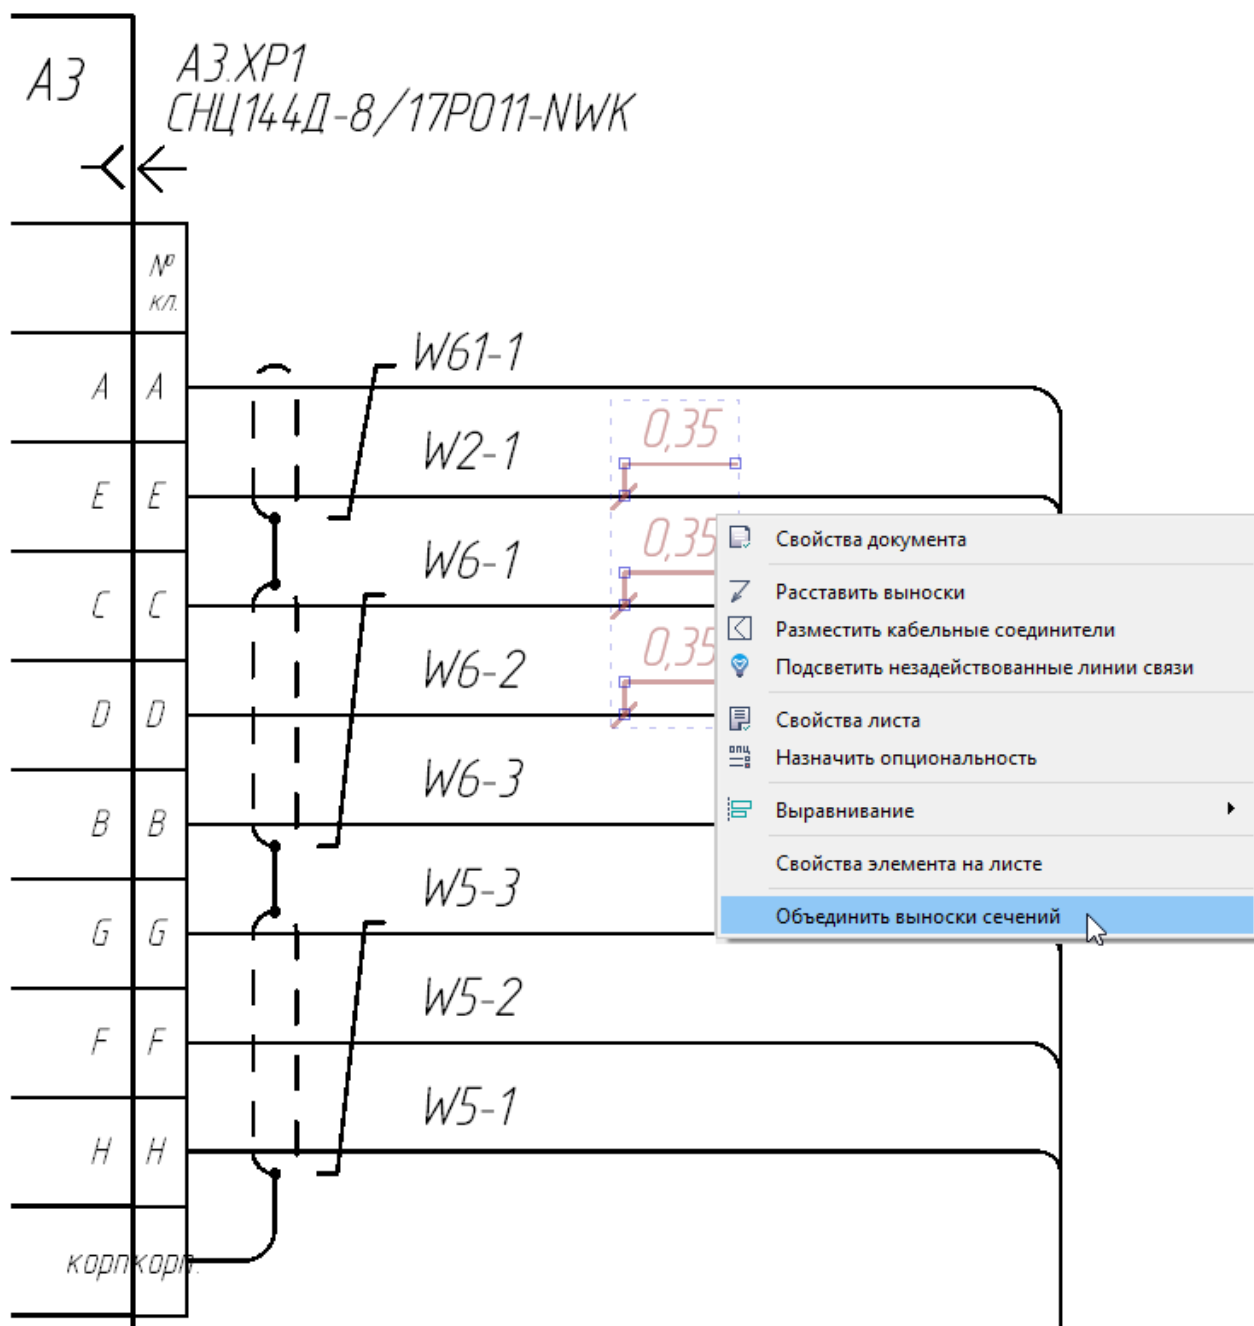 А3
А3.XP1
СНЦ144Д-8/17Р011-NWK
№
кл.
W61-1
A A
0,35
W2-1
E E
0,35
W6-1
C C
0,35
W6-2
D D
W6-3
B B
W5-3
G G
W5-2
F F
W5-1
H H
корп корп.
Свойства документа
Расставить выноски
Разместить кабельные соединители
Подсветить незадействованные линии связи
Свойства листа
опц
Назначить опциональность
Выравнивание
Свойства элемента на листе
Объединить выноски сечений